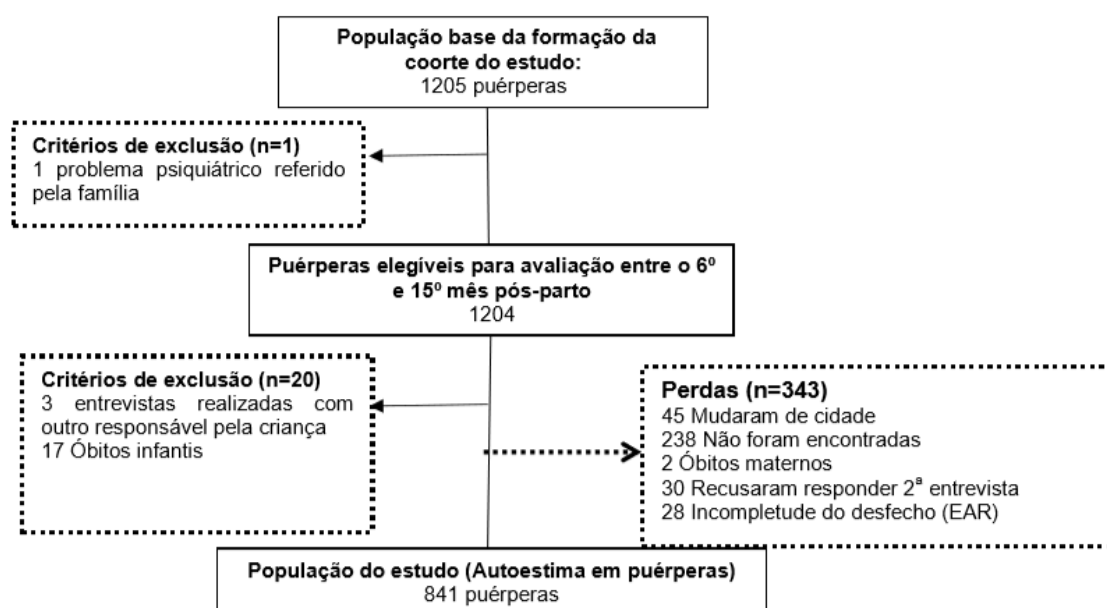 População base da formação da
coorte do estudo:
1205 puérperas
Critérios de exclusão (n=1)
1 problema psiquiátrico referido
pela família
Puérperas elegíveis para avaliação entre o 6º
e 15º mês pós-parto
1204
Critérios de exclusão (n=20)
3 entrevistas realizadas com
outro responsável pela criança
17 Óbitos infantis
Perdas (n=343)
45 Mudaram de cidade
238 Não foram encontradas
2 Óbitos maternos
30 Recusaram responder 2ª entrevista
28 Incompletude do desfecho (EAR)
População do estudo (Autoestima em puérperas)
841 puérperas